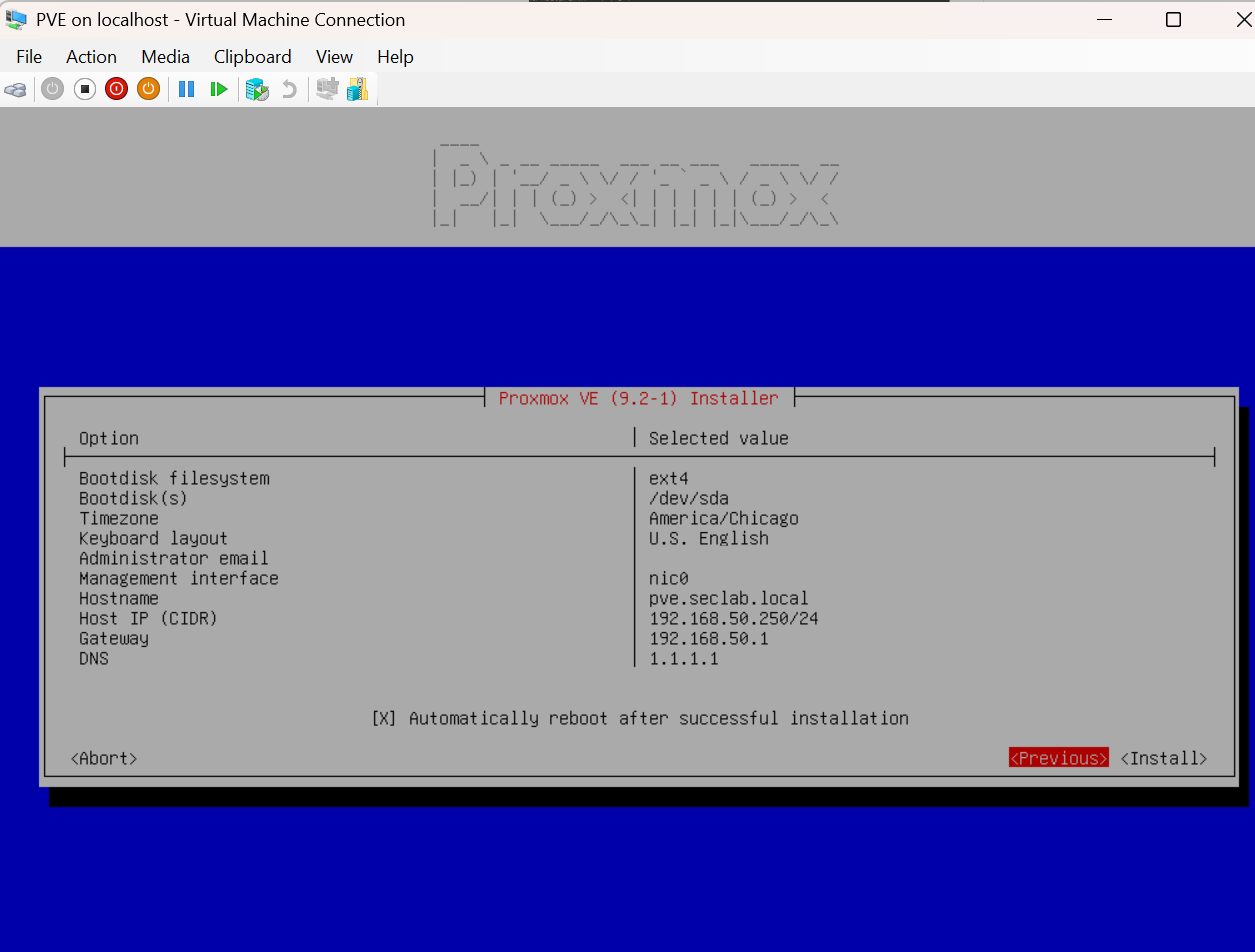 PVE on localhost - Virtual Machine Connection
File Action Media Clipboard View Help
Proxmox
Proxmox VE (9.2-1) Installer
Option | Selected value
Bootdisk filesystem | ext4
Bootdisk(s) | /dev/sda
Timezone | America/Chicago
Keyboard layout | U.S. English
Administrator email |
Management interface | nic0
Hostname | pve.seclab.local
Host IP (CIDR) | 192.168.50.250/24
Gateway | 192.168.50.1
DNS | 1.1.1.1
[X] Automatically reboot after successful installation
<Abort> <Previous> <Install>